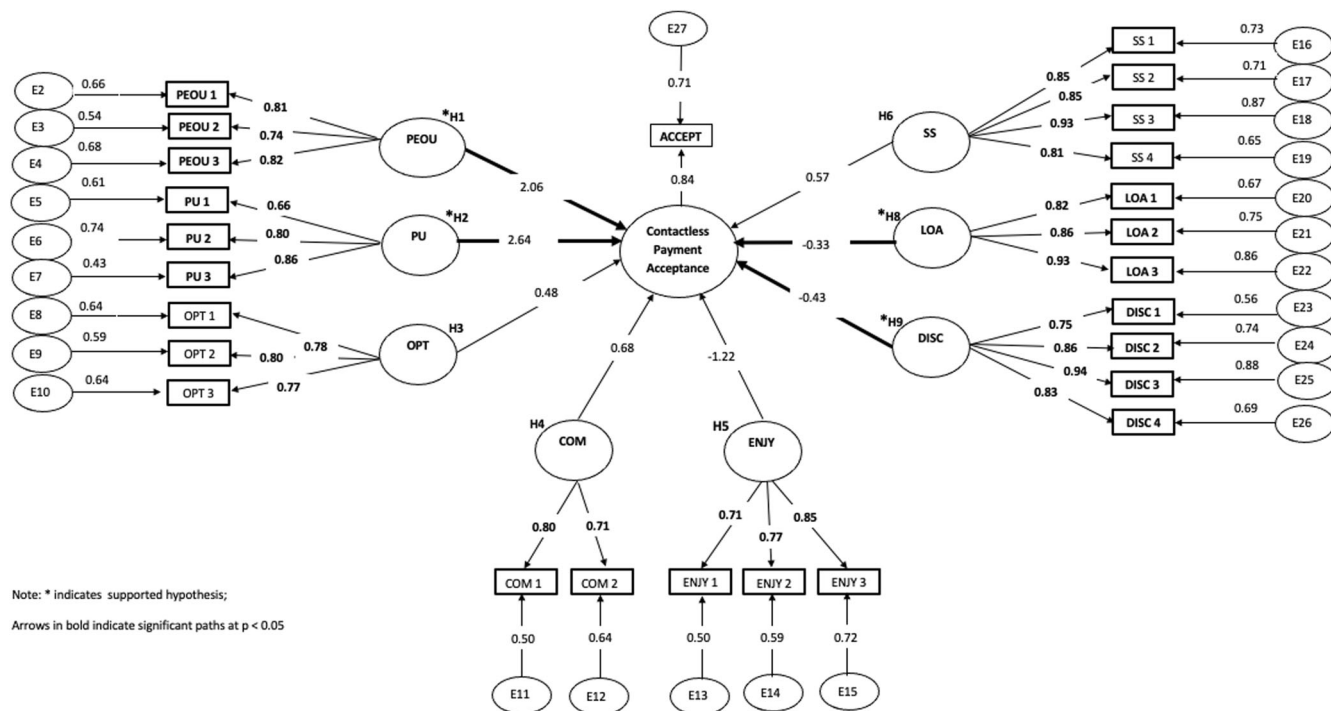 E27
0.71
ACCEPT
0.84
Contactless
Payment
Acceptance
E2
0.66
PEOU 1
0.81
E3
0.54
PEOU 2
0.74
E4
0.68
PEOU 3
0.82
*H1
PEOU
2.06
E5
0.61
PU 1
0.66
E6
0.74
PU 2
0.80
E7
0.43
PU 3
0.86
*H2
PU
2.64
E8
0.64
OPT 1
0.78
E9
0.59
OPT 2
0.80
E10
0.64
OPT 3
0.77
H3
OPT
0.48
H6
SS
0.57
0.85
SS 1
0.73
E16
0.85
SS 2
0.71
E17
0.93
SS 3
0.87
E18
0.81
SS 4
0.65
E19
*H8
LOA
-0.33
0.82
LOA 1
0.67
E20
0.86
LOA 2
0.75
E21
0.93
LOA 3
0.86
E22
*H9
DISC
-0.43
0.75
DISC 1
0.56
E23
0.86
DISC 2
0.74
E24
0.94
DISC 3
0.88
E25
0.83
DISC 4
0.69
E26
0.68
H4
COM
0.80
0.71
COM 1
COM 2
0.50
0.64
E11
E12
-1.22
H5
ENJY
0.71
0.77
0.85
ENJY 1
ENJY 2
ENJY 3
0.50
0.59
0.72
E13
E14
E15
Note: * indicates supported hypothesis;
Arrows in bold indicate significant paths at p < 0.05